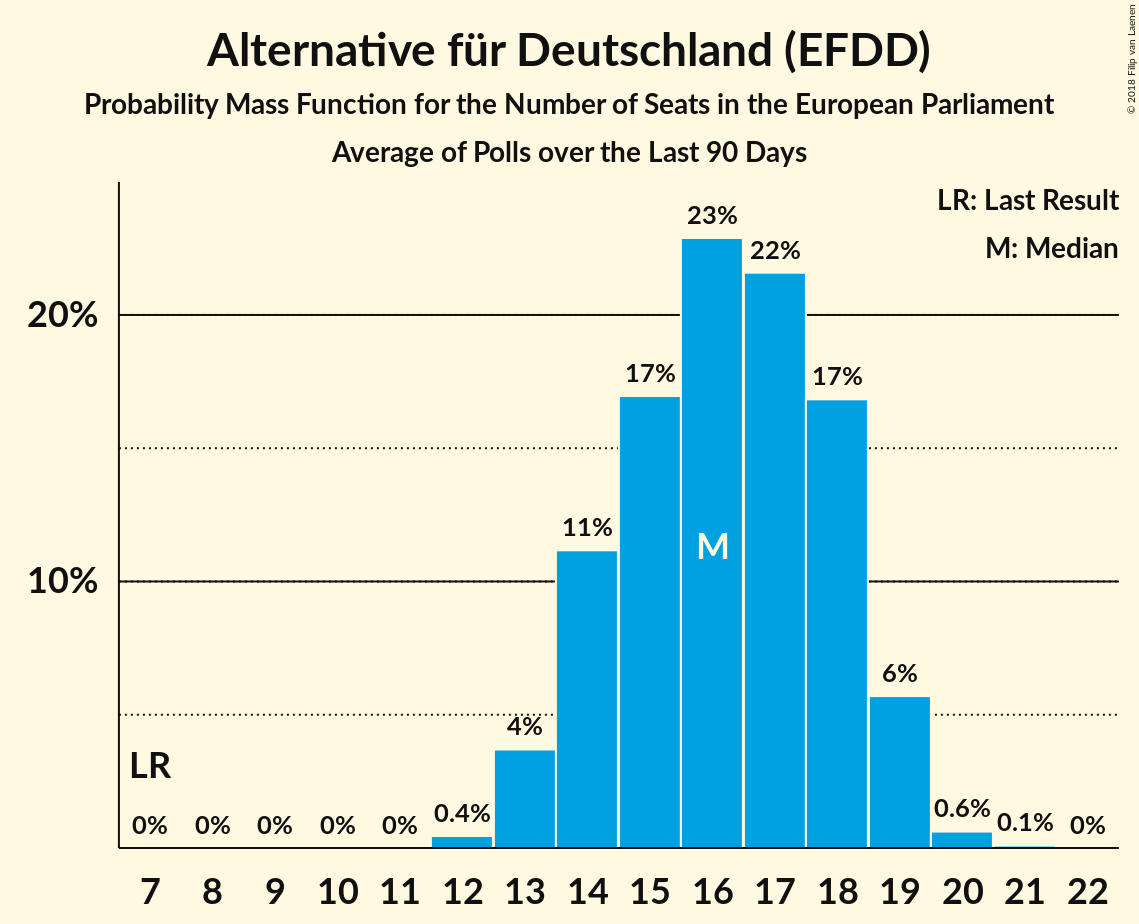 Alternative für Deutschland (EFDD)
Probability Mass Function for the Number of Seats in the European Parliament
Average of Polls over the Last 90 Days
© 2018 Filip van Laenen
LR: Last Result
M: Median
23%
22%
20%
17%
17%
11%
M
10%
6%
4%
LR
0%
0%
0%
0%
0%
0.4%
0.6%
0.1%
0%
7 8 9 10 11 12 13 14 15 16 17 18 19 20 21 22